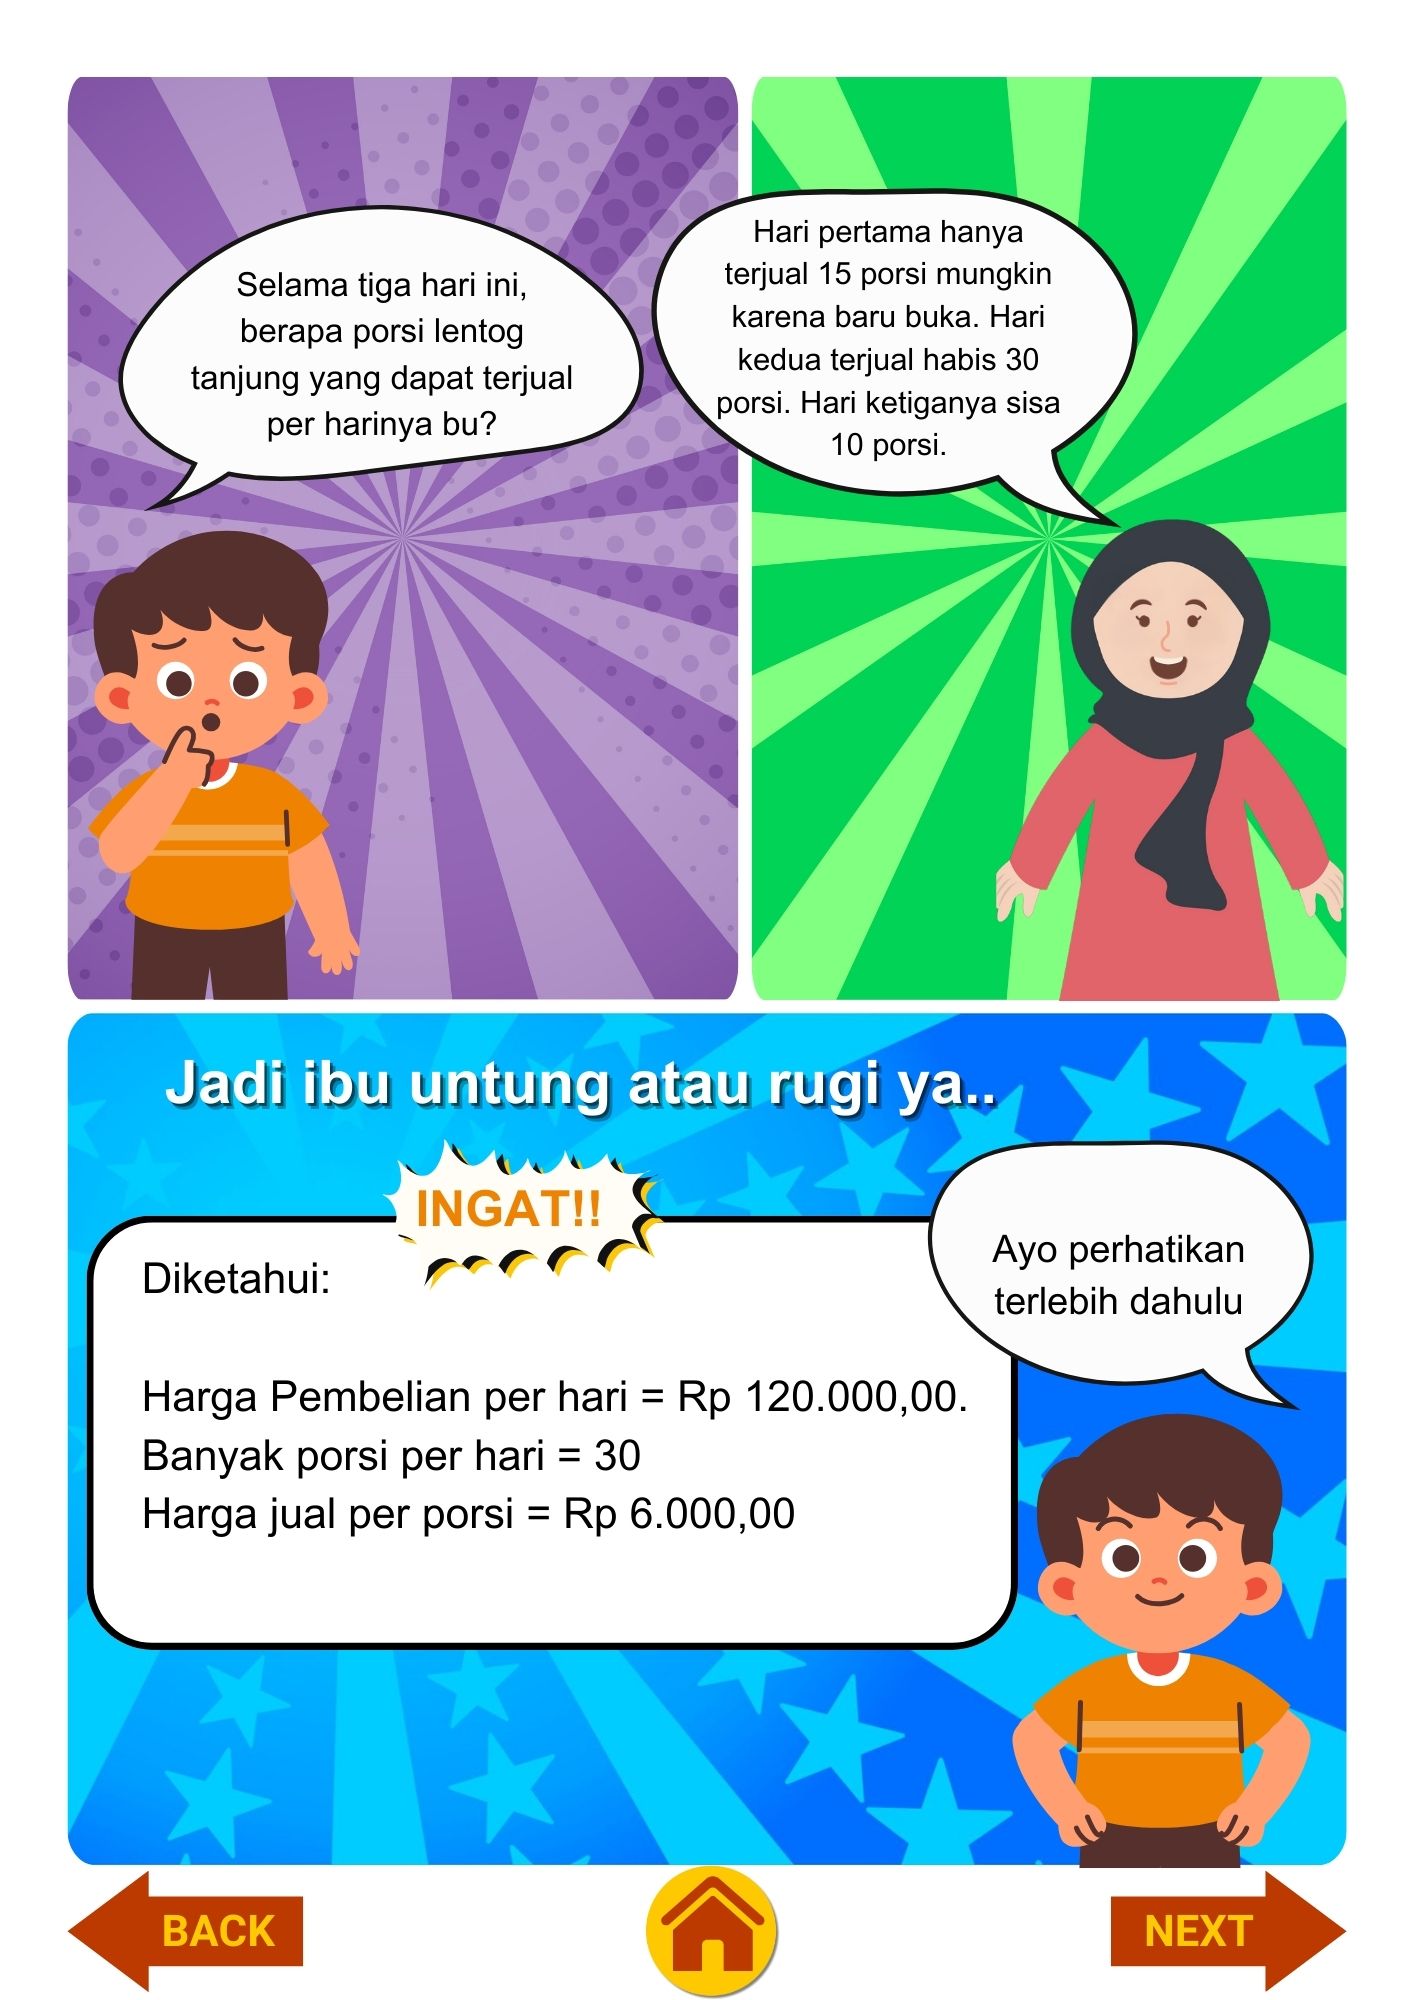 Selama tiga hari ini,
berapa porsi lentog
tanjung yang dapat terjual
per harinya bu?
Hari pertama hanya
terjual 15 porsi mungkin
karena baru buka. Hari
kedua terjual habis 30
porsi. Hari ketiganya sisa
10 porsi.
Jadi ibu untung atau rugi ya..
INGAT!!
Diketahui:
Harga Pembelian per hari = Rp 120.000,00.
Banyak porsi per hari = 30
Harga jual per porsi = Rp 6.000,00
Ayo perhatikan
terlebih dahulu
BACK
NEXT